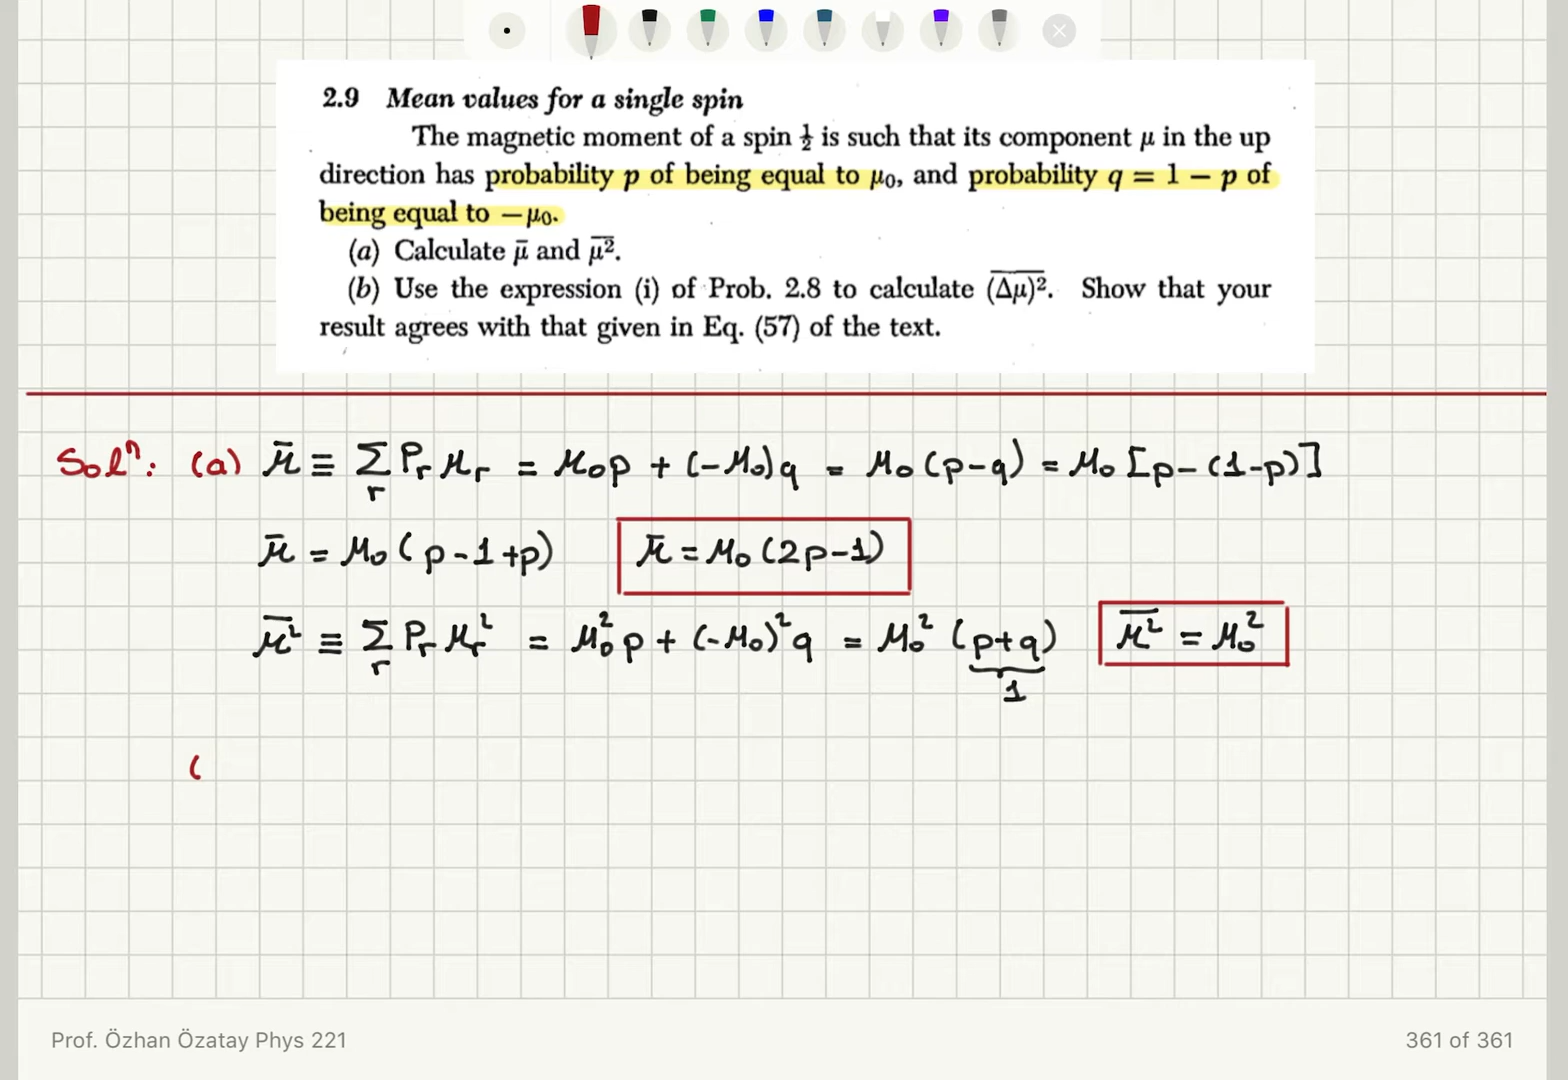 2.9 Mean values for a single spin
The magnetic moment of a spin ½ is such that its component μ in the up
direction has probability p of being equal to μ₀, and probability q = 1 − p of
being equal to −μ₀.
(a) Calculate μ̄ and μ̅²̅.
(b) Use the expression (i) of Prob. 2.8 to calculate (̅Δ̅μ̅)̅²̅. Show that your
result agrees with that given in Eq. (57) of the text.
Solⁿ: (a) μ̄ ≡ Σ_r P_r μ_r = μ₀p + (-μ₀)q = μ₀(p-q) = μ₀[p-(1-p)]
μ̄ = μ₀(p-1+p) μ̄ = μ₀(2p-1)
μ̅²̅ ≡ Σ_r P_r μ_r² = μ₀²p + (-μ₀)²q = μ₀²(p+q) μ̅²̅ = μ₀²
1
(
Prof. Özhan Özatay Phys 221
361 of 361